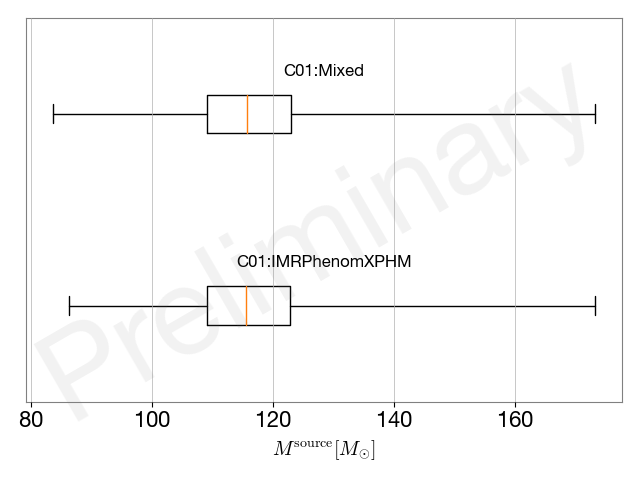 C01:Mixed
C01:IMRPhenomXPHM
Preliminary
80 100 120 140 160
M^source [M_⊙]